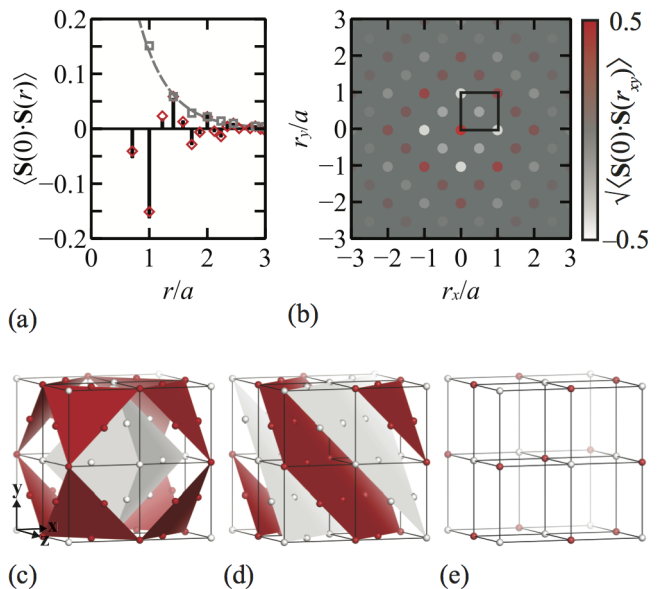 0.2
0.1
0
−0.1
−0.2
⟨S(0)·S(r)⟩
0 1 2 3
r/a
(a)
3
2
1
0
−1
−2
−3
r_y/a
−3 −2 −1 0 1 2 3
r_x/a
(b)
0.5
−0.5
√⟨S(0)·S(r_xy)⟩
y
x
z
(c)
(d)
(e)